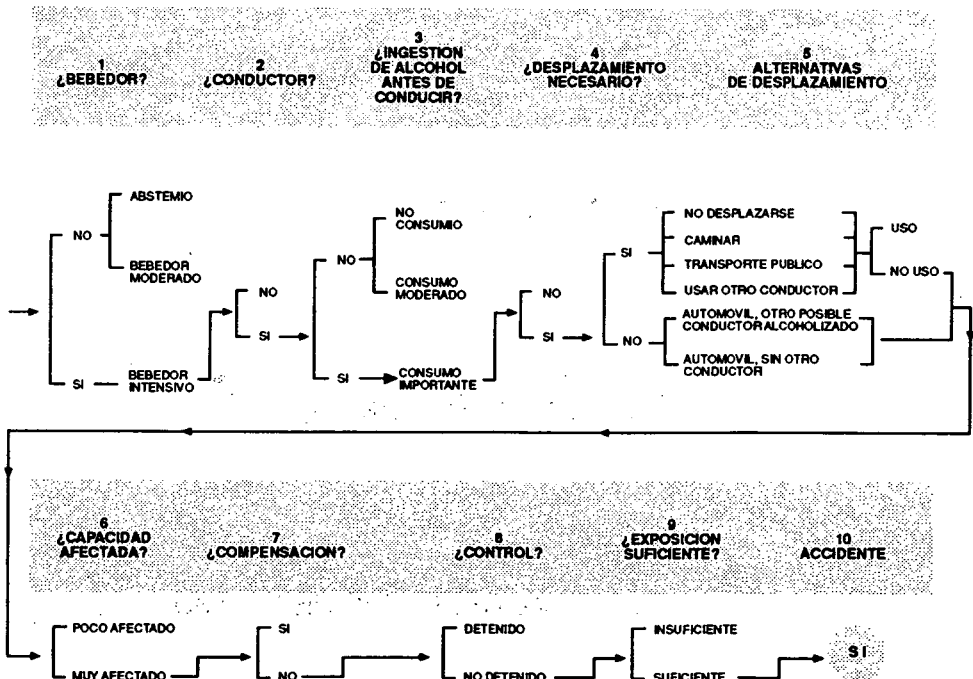 1
¿BEBEDOR?
2
¿CONDUCTOR?
3
¿INGESTION
DE ALCOHOL
ANTES DE
CONDUCIR?
4
¿DESPLAZAMIENTO
NECESARIO?
5
ALTERNATIVAS
DE DESPLAZAMIENTO
NO
ABSTEMIO
BEBEDOR
MODERADO
SI
BEBEDOR
INTENSIVO
NO
SI
NO
NO
CONSUMIO
CONSUMO
MODERADO
SI
CONSUMO
IMPORTANTE
NO
SI
SI
NO DESPLAZARSE
CAMINAR
TRANSPORTE PUBLICO
USAR OTRO CONDUCTOR
USO
NO USO
NO
AUTOMOVIL, OTRO POSIBLE
CONDUCTOR ALCOHOLIZADO
AUTOMOVIL, SIN OTRO
CONDUCTOR
6
¿CAPACIDAD
AFECTADA?
7
¿COMPENSACION?
8
¿CONTROL?
9
¿EXPOSICION
SUFICIENTE?
10
ACCIDENTE
POCO AFECTADO
MUY AFECTADO
SI
NO
DETENIDO
NO DETENIDO
INSUFICIENTE
SUFICIENTE
SI